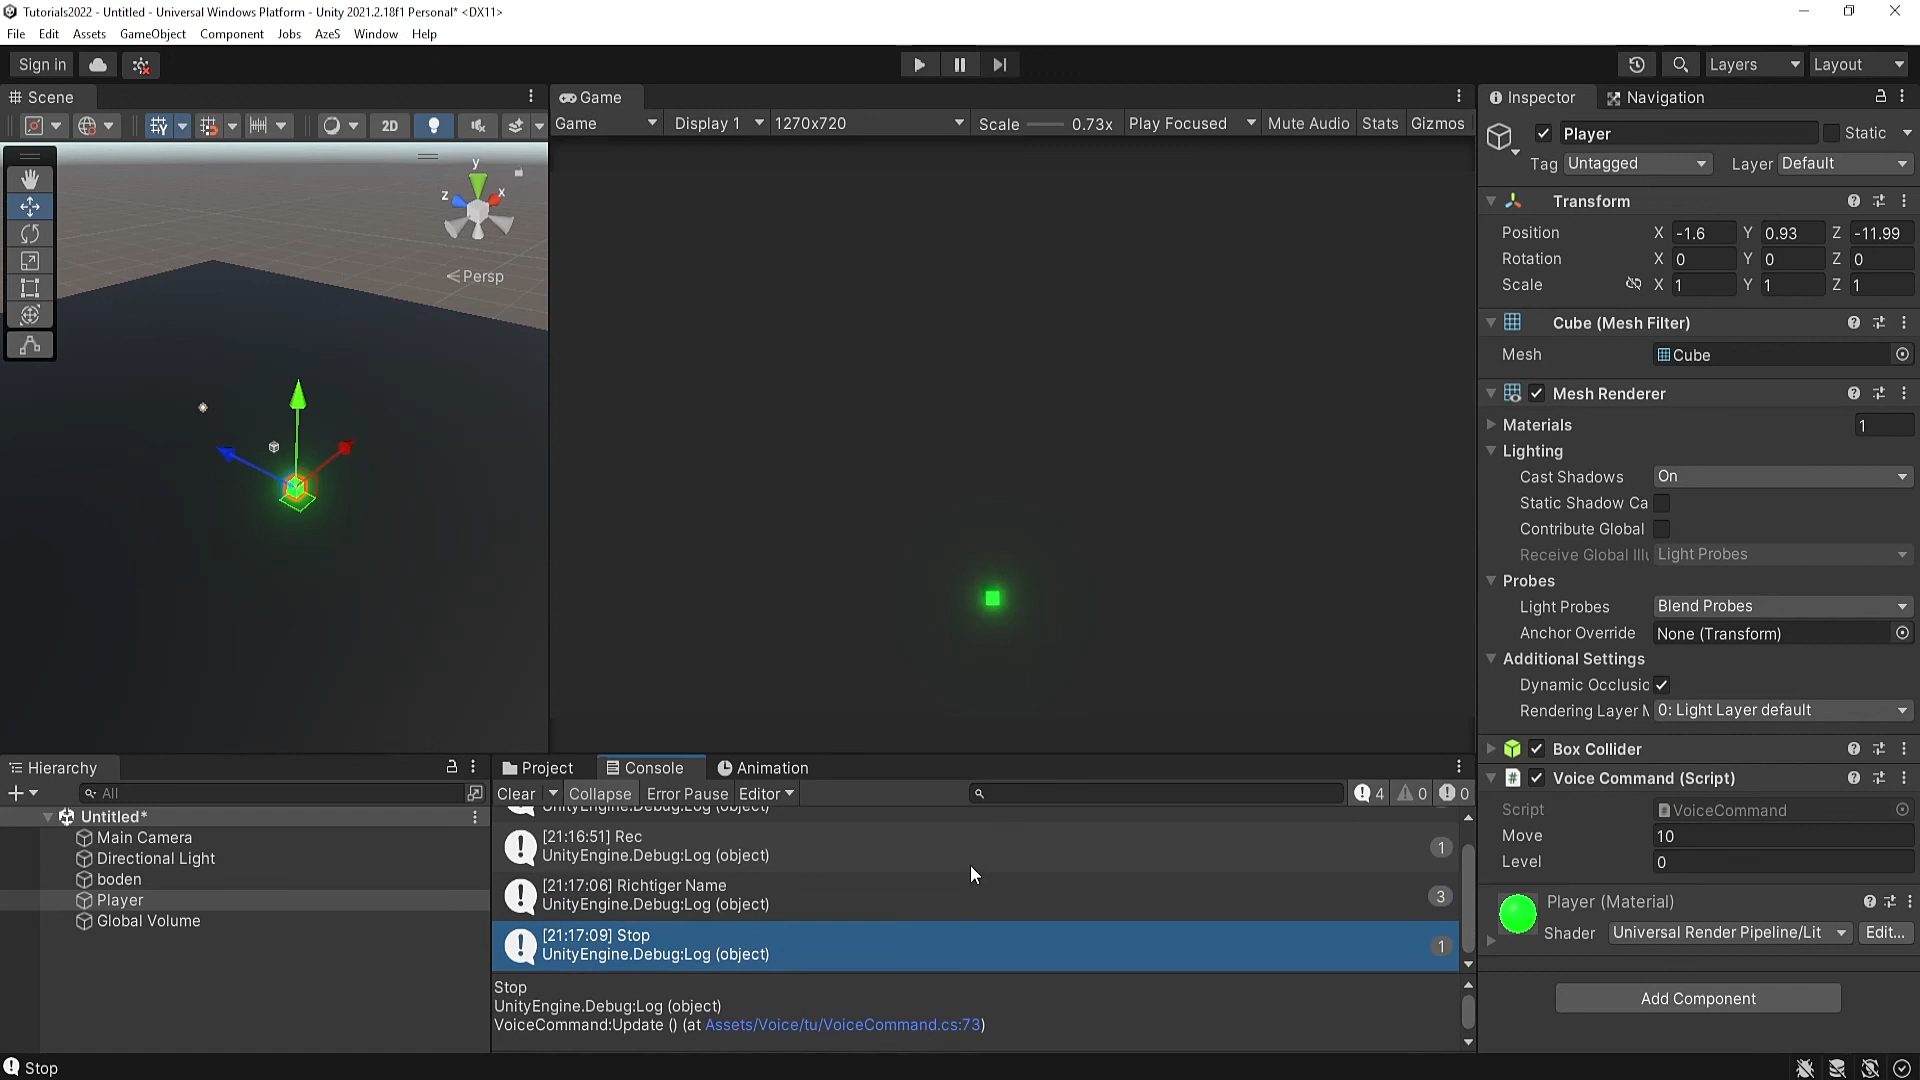 Tutorials2022 - Untitled - Universal Windows Platform - Unity 2021.2.18f1 Personal* <DX11>
File Edit Assets GameObject Component Jobs AzeS Window Help
Sign in
Layers
Layout
Scene
2D
y
z
x
Persp
Game
Game
Display 1
1270x720
Scale 0.73x
Play Focused
Mute Audio
Stats
Gizmos
Hierarchy
All
Untitled*
Main Camera
Directional Light
boden
Player
Global Volume
Project
Console
Animation
Clear
Collapse
Error Pause
Editor
4
0
0
UnityEngine.Debug:Log (object)
[21:16:51] Rec
UnityEngine.Debug:Log (object)
1
[21:17:06] Richtiger Name
UnityEngine.Debug:Log (object)
3
[21:17:09] Stop
UnityEngine.Debug:Log (object)
1
Stop
UnityEngine.Debug:Log (object)
VoiceCommand:Update () (at Assets/Voice/tu/VoiceCommand.cs:73)
Inspector
Navigation
Player
Static
Tag Untagged
Layer Default
Transform
Position X -1.6 Y 0.93 Z -11.99
Rotation X 0 Y 0 Z 0
Scale X 1 Y 1 Z 1
Cube (Mesh Filter)
Mesh Cube
Mesh Renderer
Materials 1
Lighting
Cast Shadows On
Static Shadow Ca
Contribute Global
Receive Global Illu Light Probes
Probes
Light Probes Blend Probes
Anchor Override None (Transform)
Additional Settings
Dynamic Occlusic
Rendering Layer M 0: Light Layer default
Box Collider
Voice Command (Script)
Script VoiceCommand
Move 10
Level 0
Player (Material)
Shader Universal Render Pipeline/Lit Edit...
Add Component
Stop